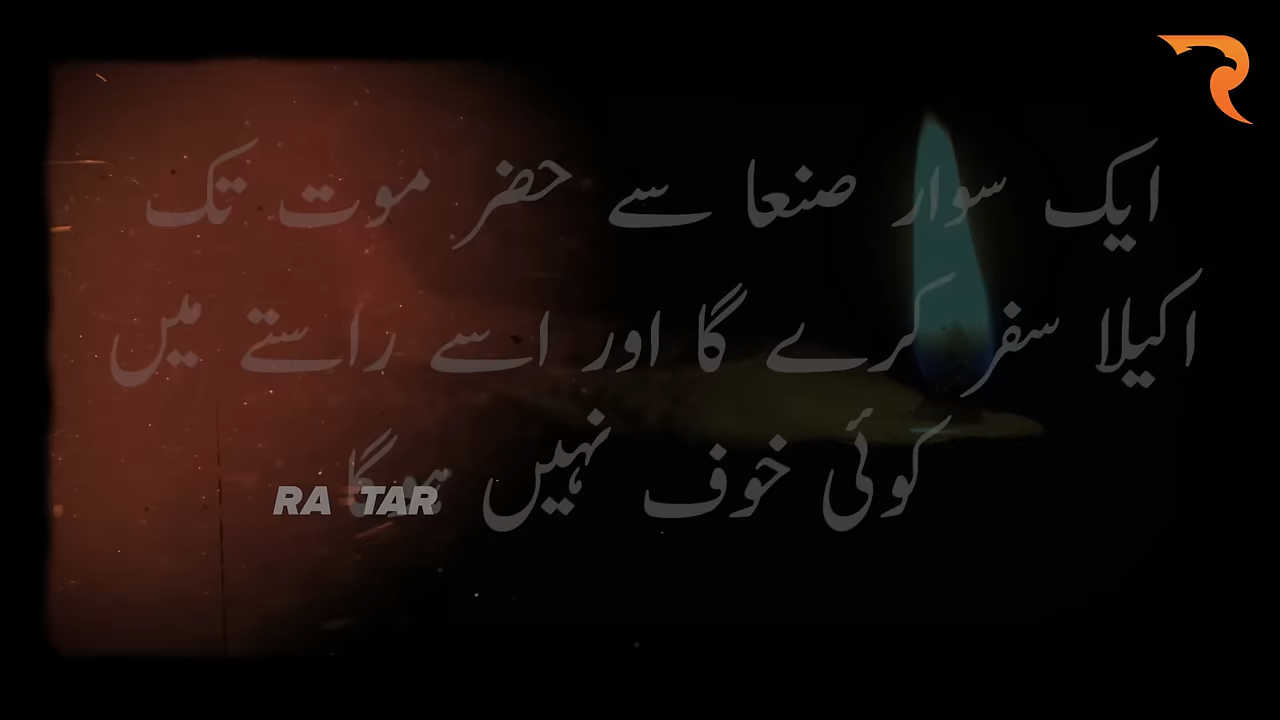 ایک سوار صنعا سے حضر موت تک
اکیلا سفر کرے گا اور اسے راستے میں
کوئی خوف نہیں ہوگا
RA TAR